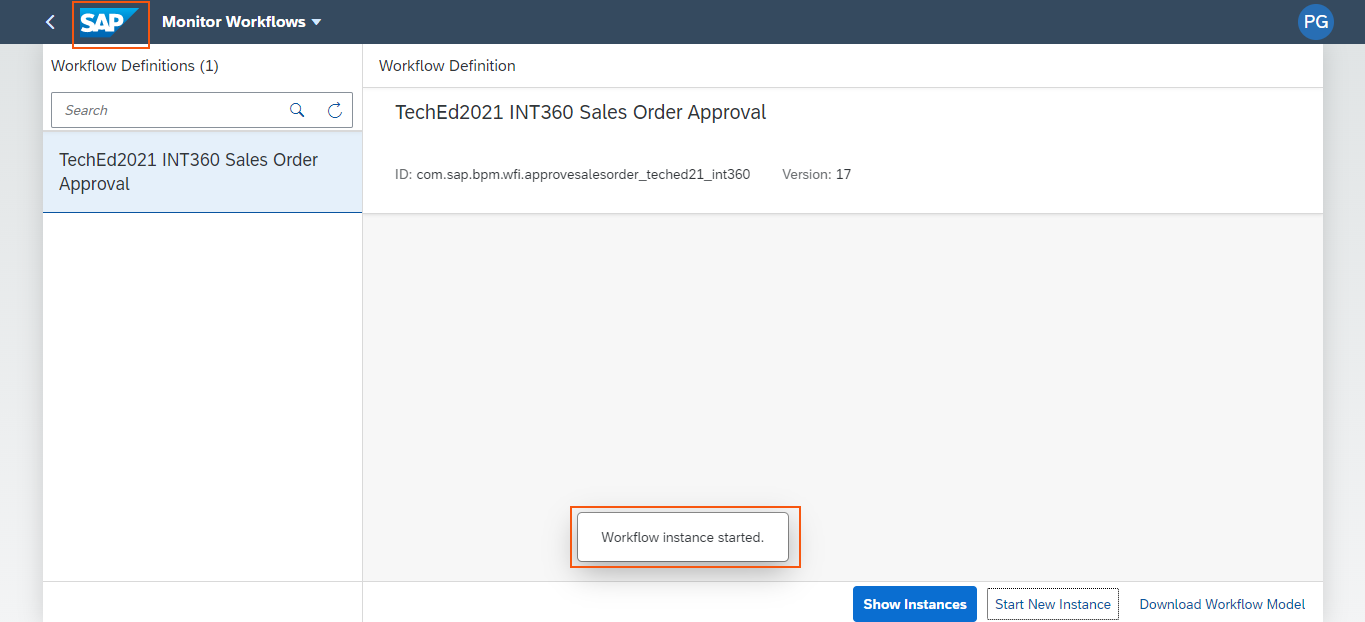 SAP Monitor Workflows PG
Workflow Definitions (1)
Search
TechEd2021 INT360 Sales Order
Approval
Workflow Definition
TechEd2021 INT360 Sales Order Approval
ID: com.sap.bpm.wfi.approvesalesorder_teched21_int360 Version: 17
Workflow instance started.
Show Instances Start New Instance Download Workflow Model